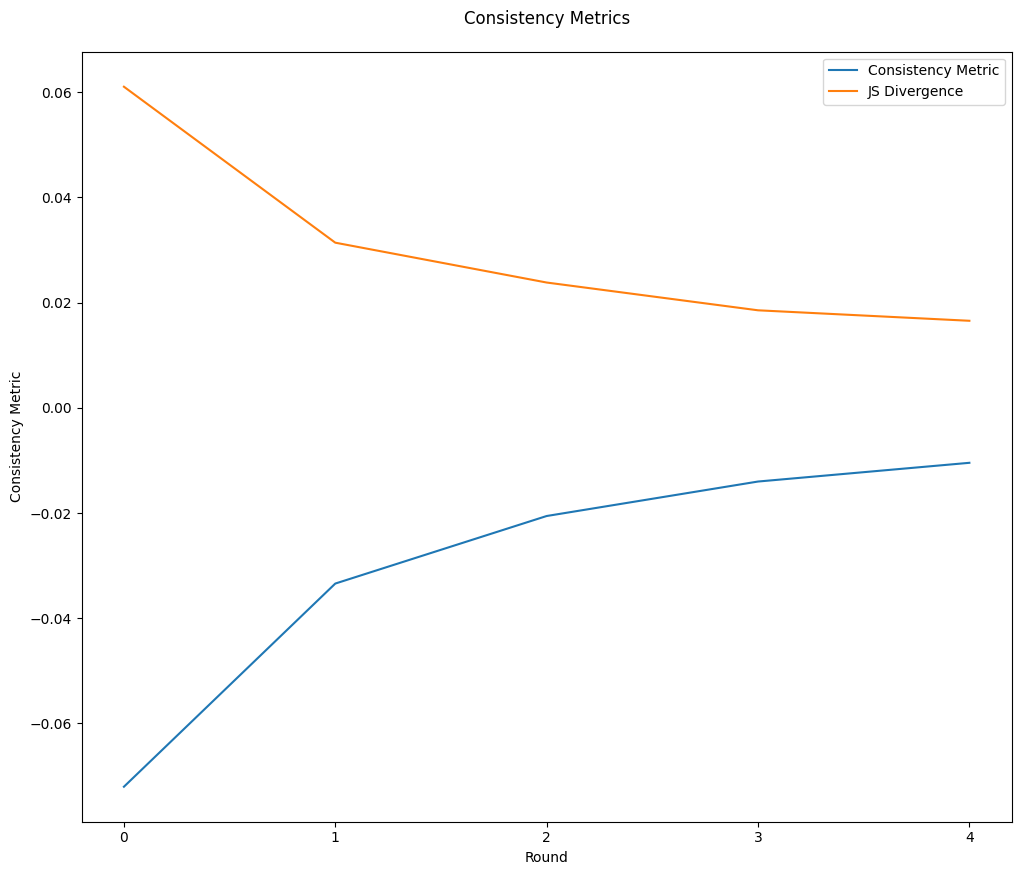 Consistency Metrics
Consistency Metric
JS Divergence
0.06
0.04
0.02
0.00
−0.02
−0.04
−0.06
Consistency Metric
0
1
2
3
4
Round